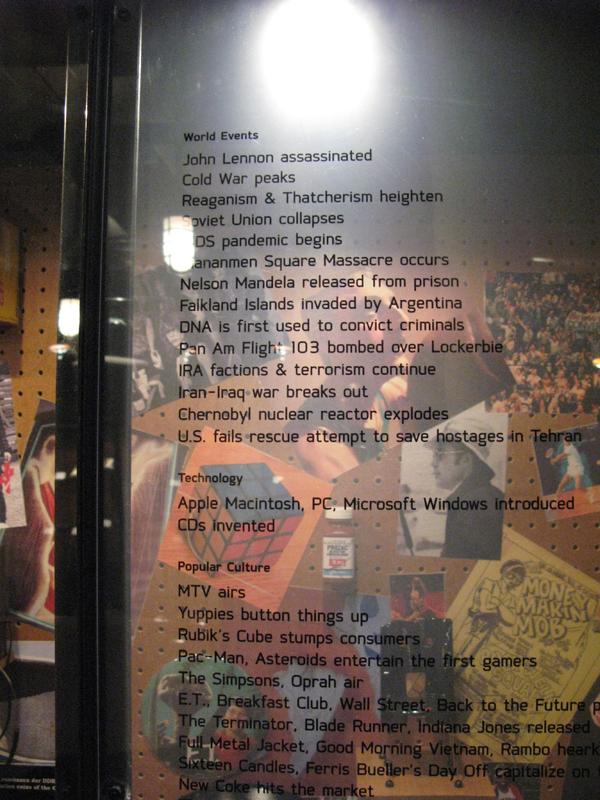 World Events
John Lennon assassinated
Cold War peaks
Reaganism & Thatcherism heighten
Soviet Union collapses
DS pandemic begins
ananmen Square Massacre occurs
Nelson Mandela released from prison
Falkland Islands invaded by Argentina
DNA is first used to convict criminals
Pan Am Flight 103 bombed over Lockerbie
IRA factions & terrorism continue
Iran-Iraq war breaks out
Chernobyl nuclear reactor explodes
U.S. fails rescue attempt to save hostages in Tehran
Technology
Apple Macintosh, PC, Microsoft Windows introduced
CDs invented
PROZAC
Popular Culture
MTV airs
Yuppies button things up
MONEY
MAKIN'
MOB
Rubik's Cube stumps consumers
Pac-Man, Asteroids entertain the first gamers
The Simpsons, Oprah air
E.T., Breakfast Club, Wall Street, Back to the Future p
The Terminator, Blade Runner, Indiana Jones released
Full Metal Jacket, Good Morning Vietnam, Rambo heark
Sixteen Candles, Ferris Bueller's Day Off capitalize on
New Coke hits the market